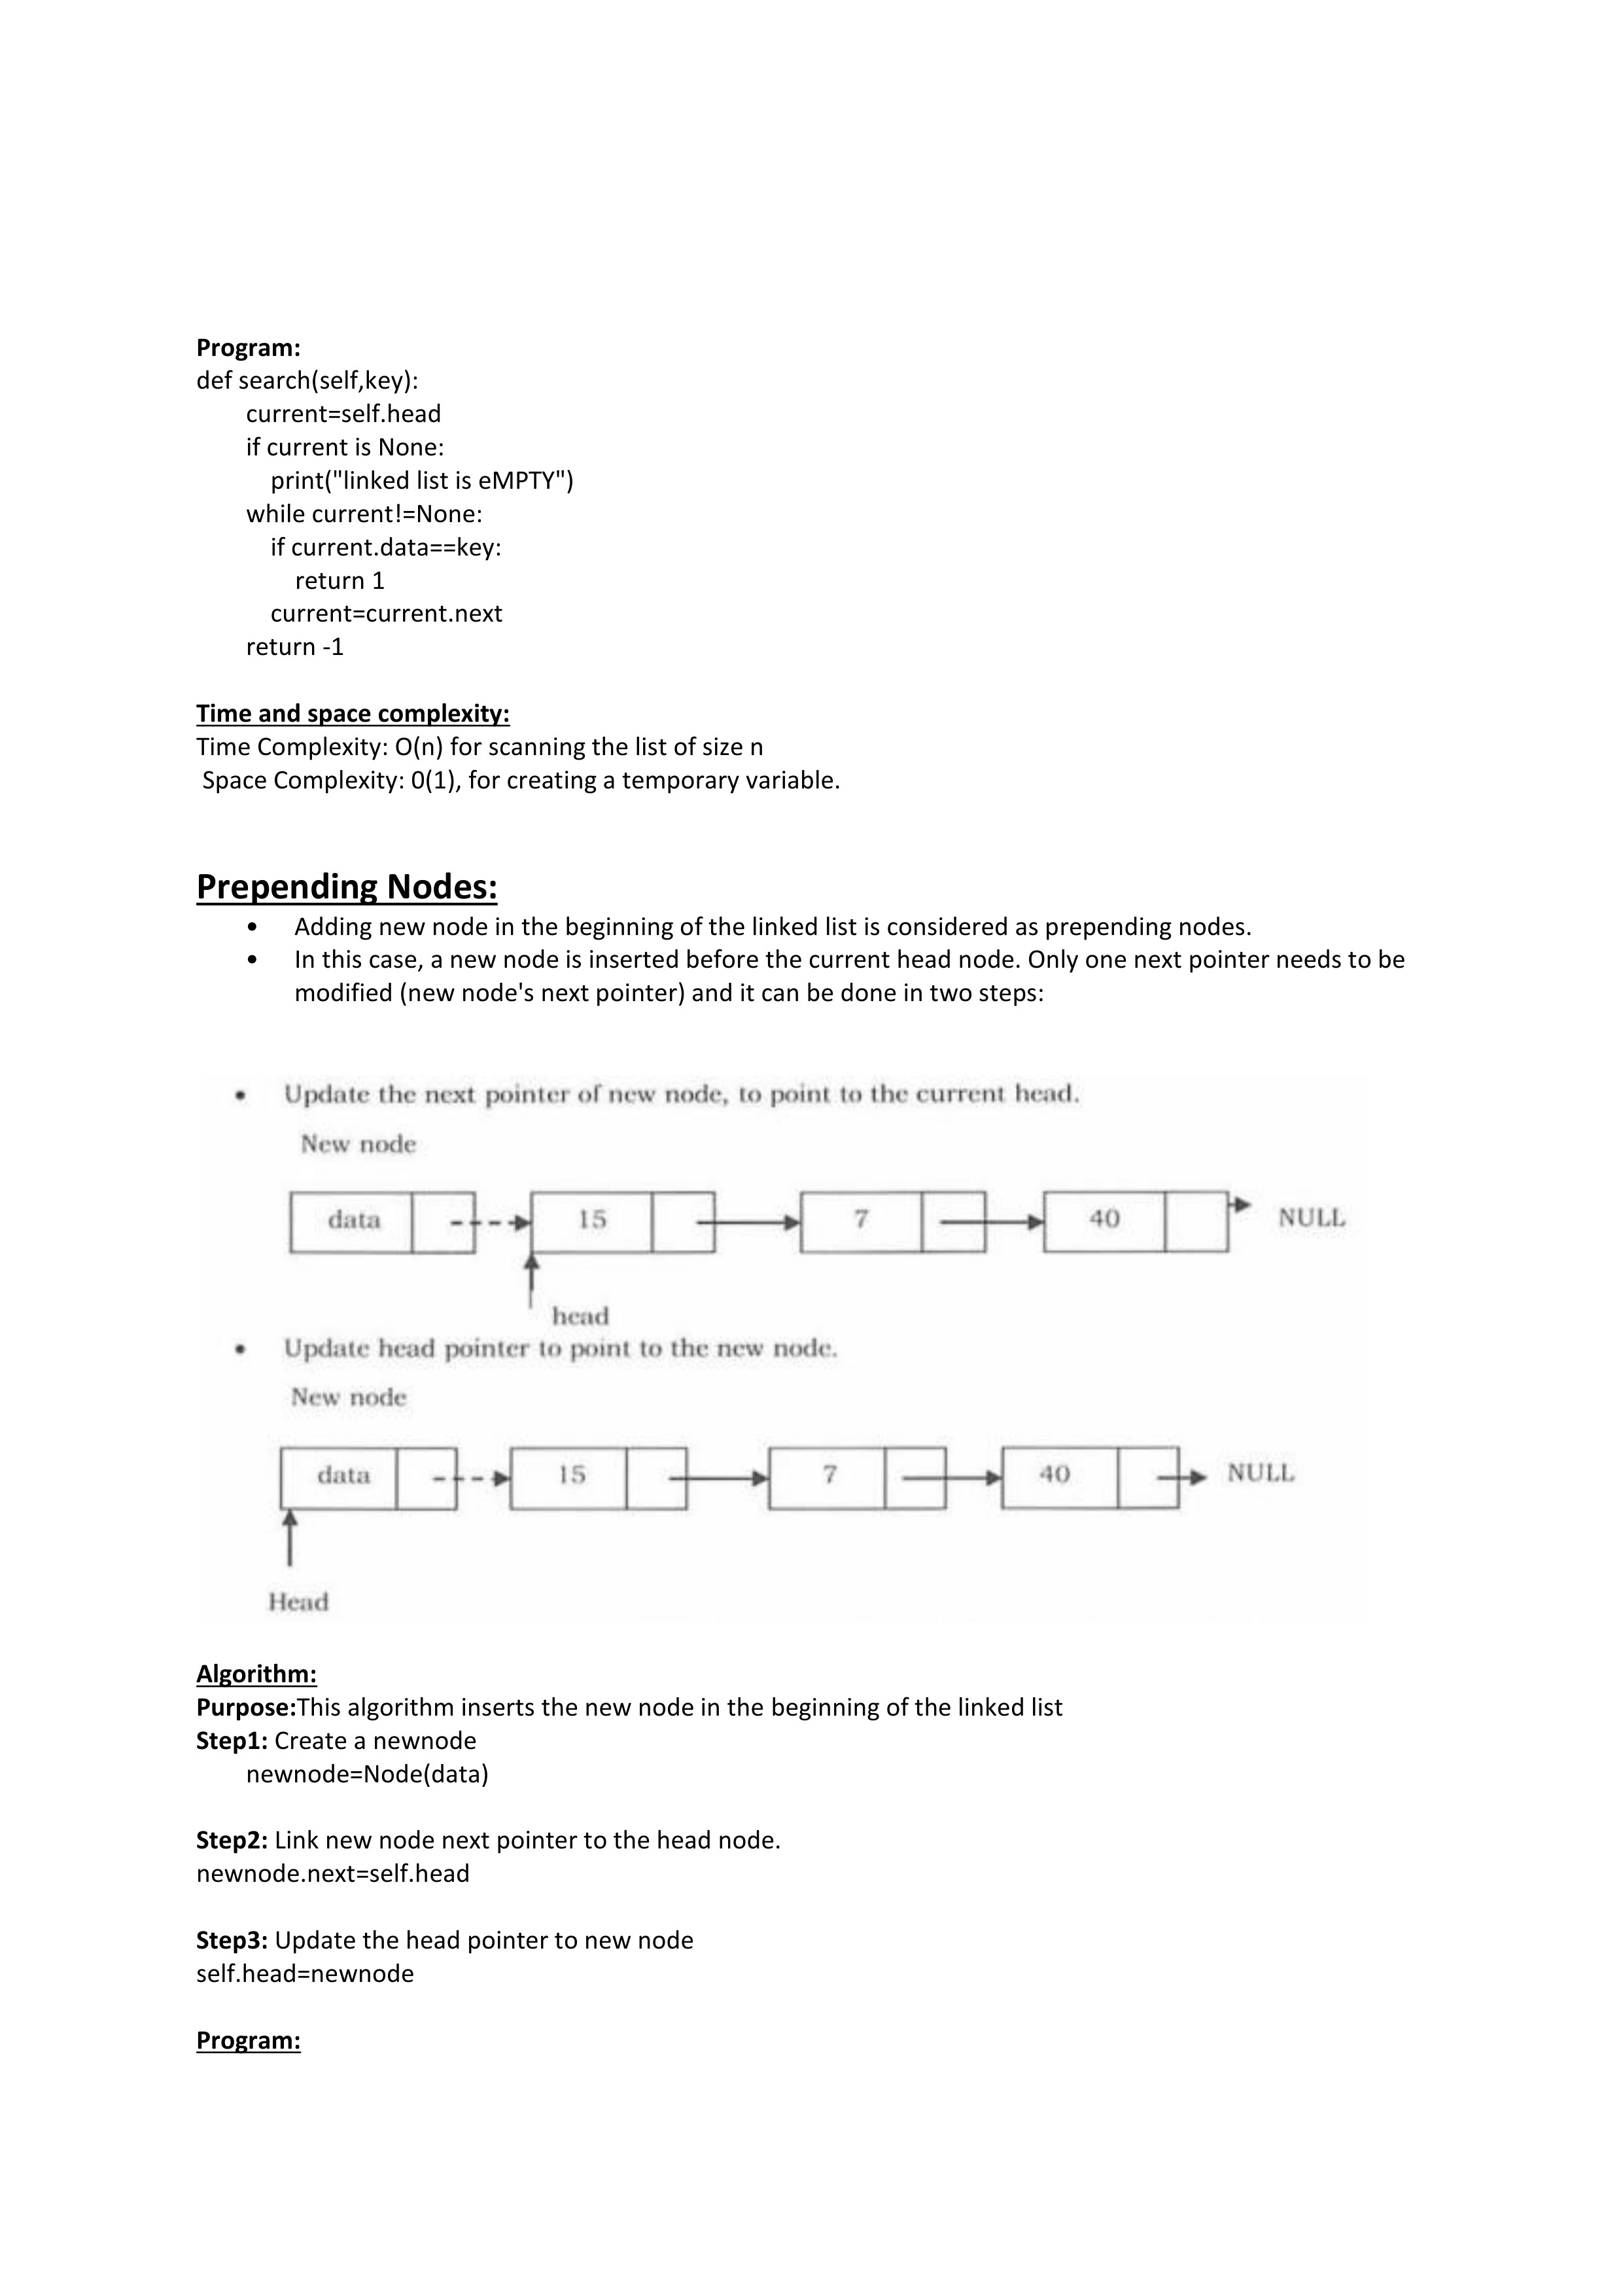 Program:
def search(self,key):
current=self.head
if current is None:
print("linked list is eMPTY")
while current!=None:
if current.data==key:
return 1
current=current.next
return -1
Time and space complexity:
Time Complexity: O(n) for scanning the list of size n
Space Complexity: 0(1), for creating a temporary variable.
Prepending Nodes:
• Adding new node in the beginning of the linked list is considered as prepending nodes.
• In this case, a new node is inserted before the current head node. Only one next pointer needs to be
modified (new node's next pointer) and it can be done in two steps:
• Update the next pointer of new node, to point to the current head.
New node
data 15 7 40 NULL
head
• Update head pointer to point to the new node.
New node
data 15 7 40 NULL
Head
Algorithm:
Purpose:This algorithm inserts the new node in the beginning of the linked list
Step1: Create a newnode
newnode=Node(data)
Step2: Link new node next pointer to the head node.
newnode.next=self.head
Step3: Update the head pointer to new node
self.head=newnode
Program: